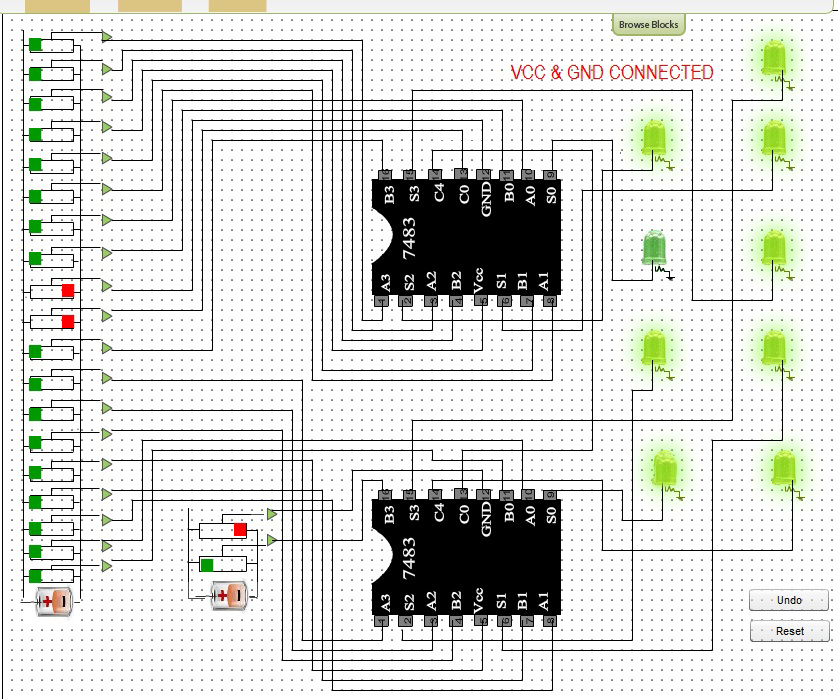 Browse Blocks
VCC & GND CONNECTED
16 15 14 13 12 11 10 9
B3 S3 C4 C0 GND B0 A0 S0
7483
A3 S2 A2 B2 Vcc S1 B1 A1
1 2 3 4 5 6 7 8
16 15 14 13 12 11 10 9
B3 S3 C4 C0 GND B0 A0 S0
7483
A3 S2 A2 B2 Vcc S1 B1 A1
1 2 3 4 5 6 7 8
Undo
Reset